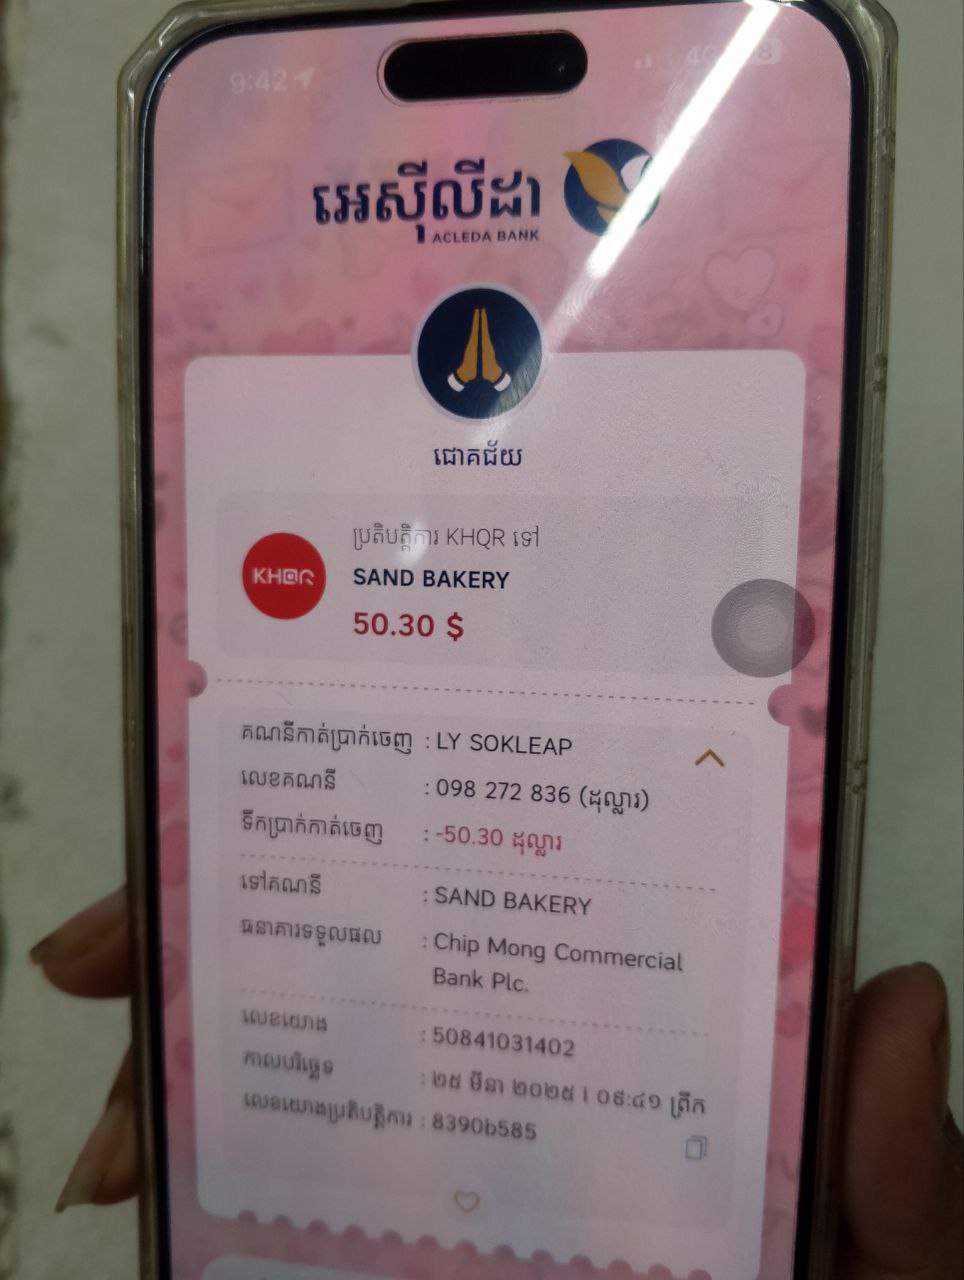 9:42
4G
អេស៊ីលីដា
ACLEDA BANK
ជោគជ័យ
ប្រតិបត្តិការ KHQR ទៅ
KHQR
SAND BAKERY
50.30 $
គណនីកាត់ប្រាក់ចេញ : LY SOKLEAP
លេខគណនី : 098 272 836 (ដុល្លារ)
ទឹកប្រាក់កាត់ចេញ : -50.30 ដុល្លារ
ទៅគណនី : SAND BAKERY
ធនាគារទទួលផល : Chip Mong Commercial
Bank Plc.
លេខយោង : 50841031402
កាលបរិច្ឆេទ : ២៥ មីនា ២០២៥ | ០៩:៤១ ព្រឹក
លេខយោងប្រតិបត្តិការ : 8390b585